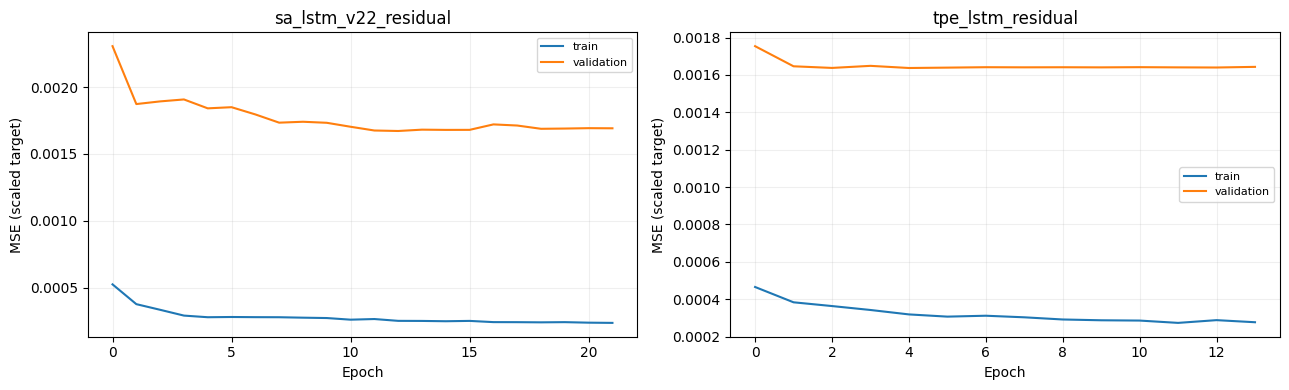 sa_lstm_v22_residual
train
validation
0.0020
0.0015
0.0010
0.0005
MSE (scaled target)
0
5
10
15
20
Epoch
tpe_lstm_residual
train
validation
0.0018
0.0016
0.0014
0.0012
0.0010
0.0008
0.0006
0.0004
0.0002
MSE (scaled target)
0
2
4
6
8
10
12
Epoch